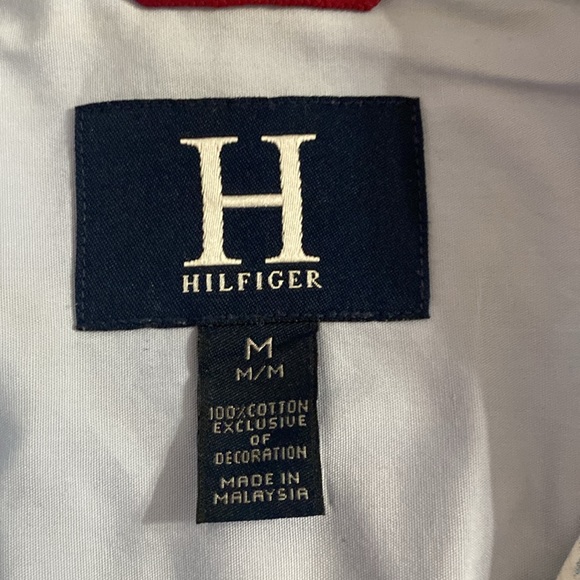 H
HILFIGER
M
M/M
100% COTTON
EXCLUSIVE
OF
DECORATION
MADE IN
MALAYSIA